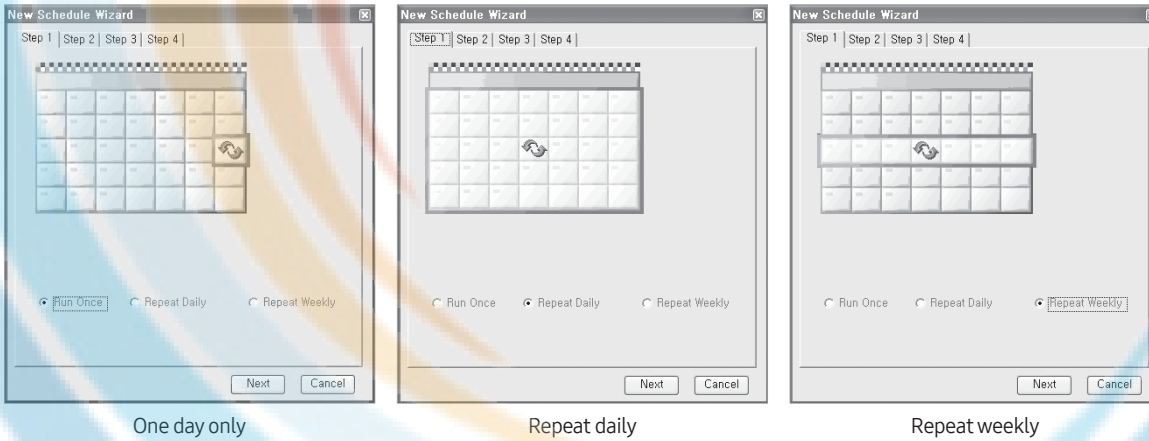 New Schedule Wizard
Step 1 Step 2 Step 3 Step 4
Run Once Repeat Daily Repeat Weekly
Next Cancel
One day only
New Schedule Wizard
Step 1 Step 2 Step 3 Step 4
Run Once Repeat Daily Repeat Weekly
Next Cancel
Repeat daily
New Schedule Wizard
Step 1 Step 2 Step 3 Step 4
Run Once Repeat Daily Repeat Weekly
Next Cancel
Repeat weekly